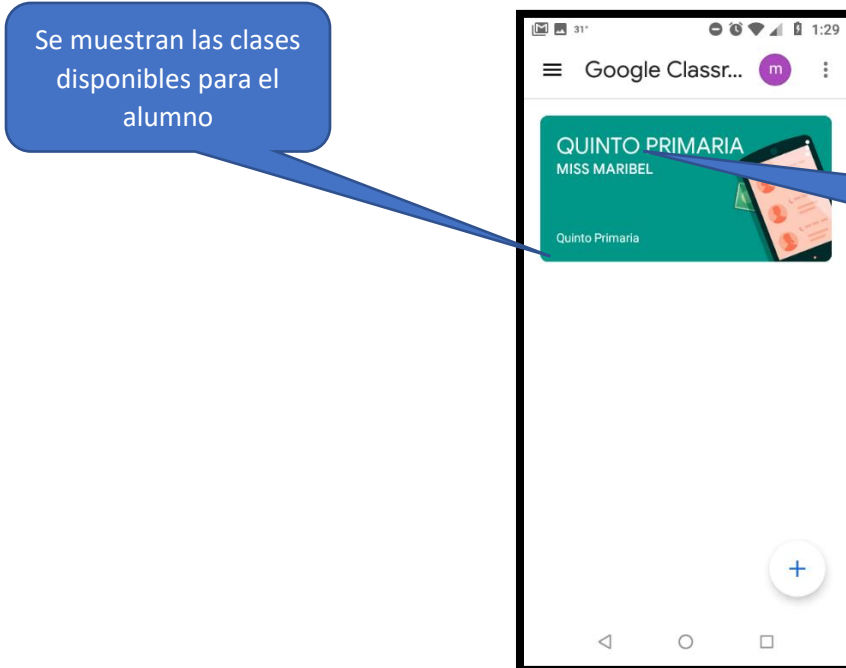 Se muestran las clases
disponibles para el
alumno
31°
1:29
Google Classr...
m
QUINTO PRIMARIA
MISS MARIBEL
Quinto Primaria